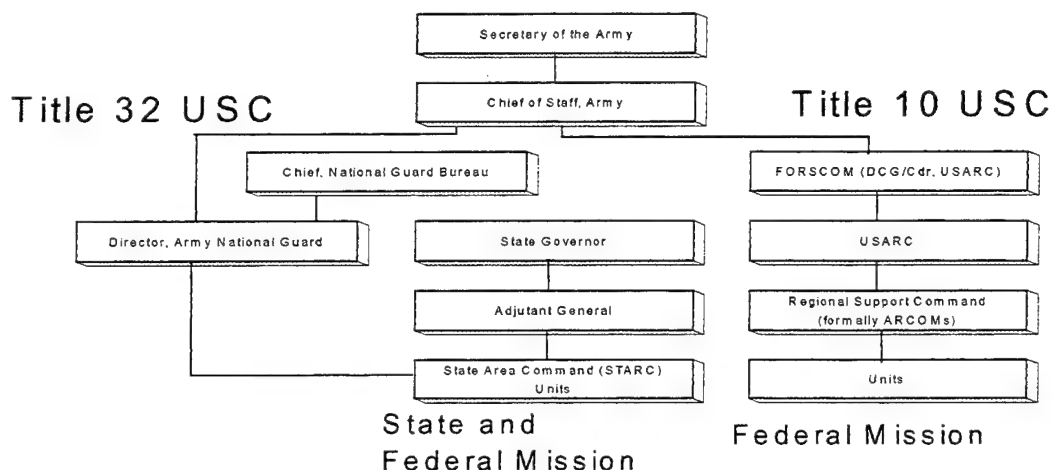 Secretary of the Army
Chief of Staff, Army
Title 32 USC
Title 10 USC
Chief, National Guard Bureau
FORSCOM (DCG/Cdr, USARC)
Director, Army National Guard
State Governor
USARC
Adjutant General
Regional Support Command
(formally ARCOMs)
State Area Command (STARC)
Units
Units
State and
Federal Mission
Federal Mission